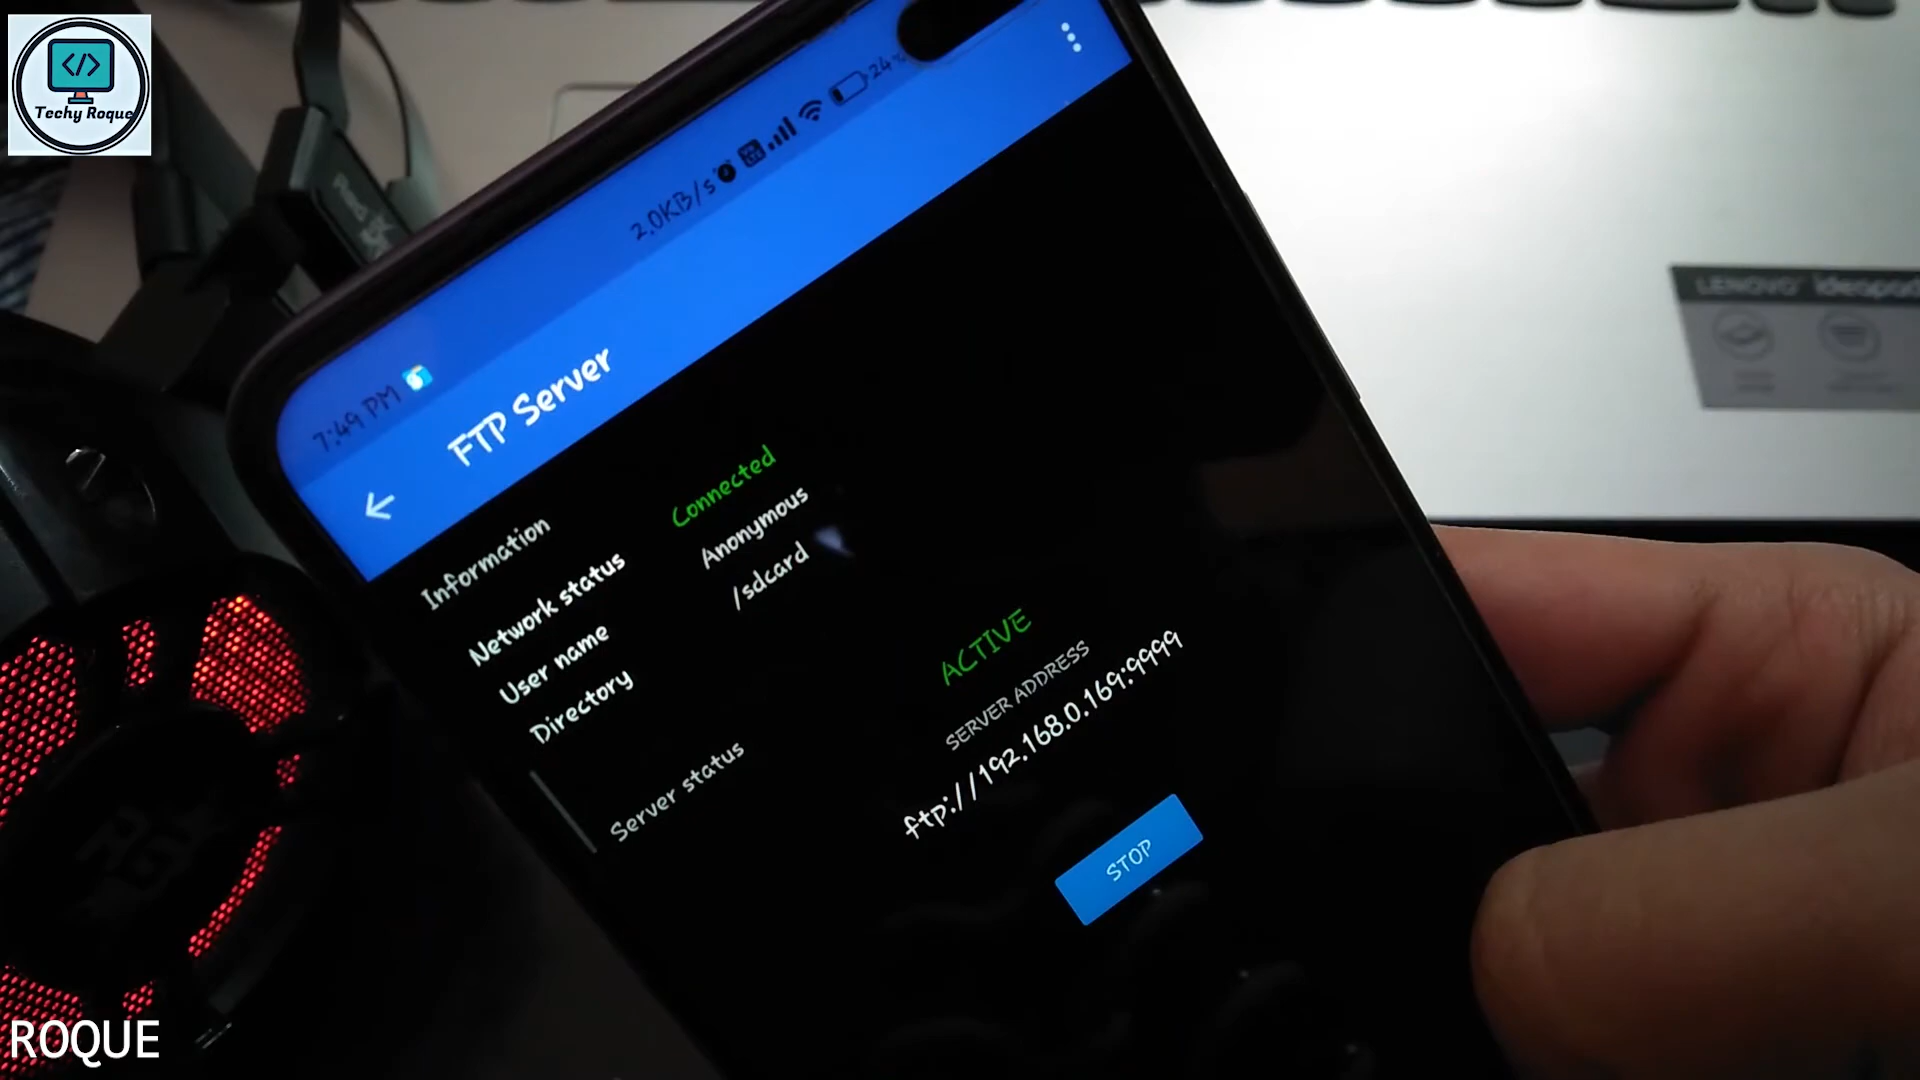 </> 
Techy Roque
2.0KB/s 24%
7:49 PM
FTP Server
Information
Network status Connected
User name Anonymous
Directory /sdcard
Server status
ACTIVE
SERVER ADDRESS
ftp://192.168.0.169:9999
STOP
LENOVO ideapad
ROQUE